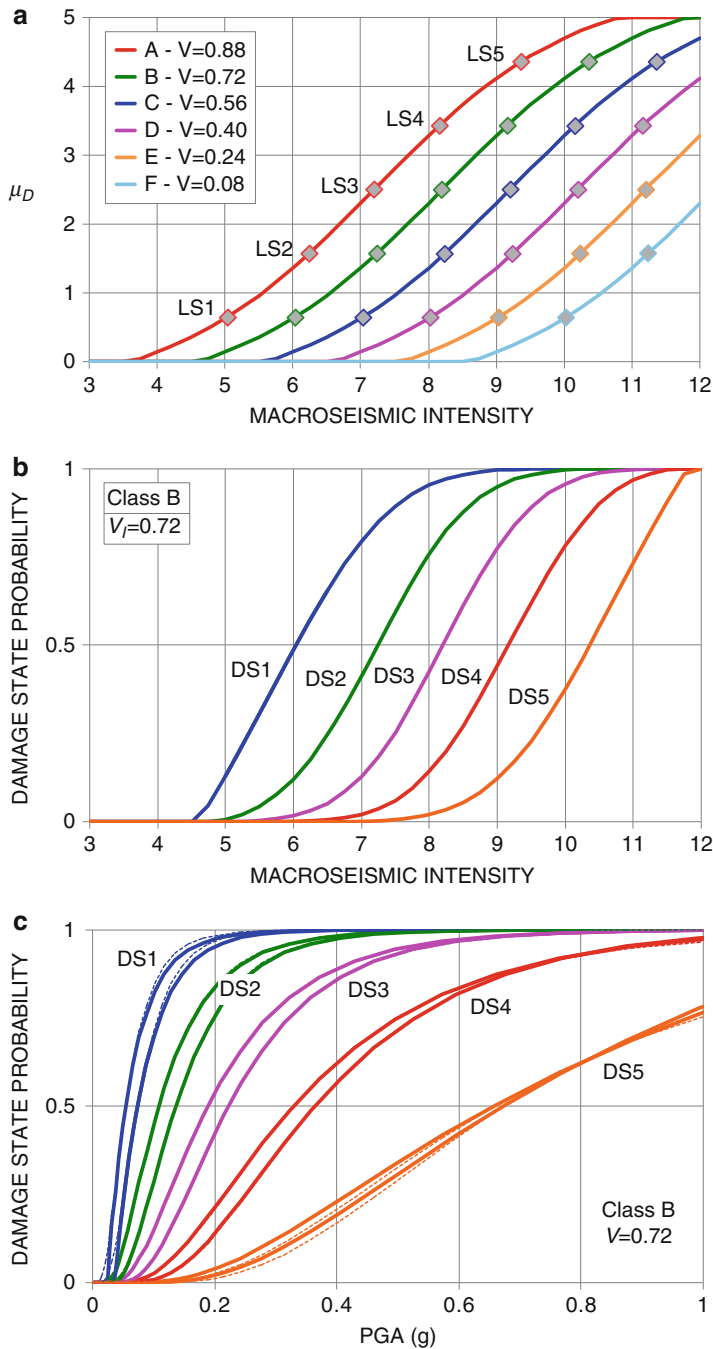 a
5
4
3
2
1
0
μD
A - V=0.88
B - V=0.72
C - V=0.56
D - V=0.40
E - V=0.24
F - V=0.08
LS5
LS4
LS3
LS2
LS1
3 4 5 6 7 8 9 10 11 12
MACROSEISMIC INTENSITY
b
1
0.5
0
DAMAGE STATE PROBABILITY
Class B
VI=0.72
DS1
DS2
DS3
DS4
DS5
3 4 5 6 7 8 9 10 11 12
MACROSEISMIC INTENSITY
c
1
0.5
0
DAMAGE STATE PROBABILITY
DS1
DS2
DS3
DS4
DS5
Class B
V=0.72
0 0.2 0.4 0.6 0.8 1
PGA (g)